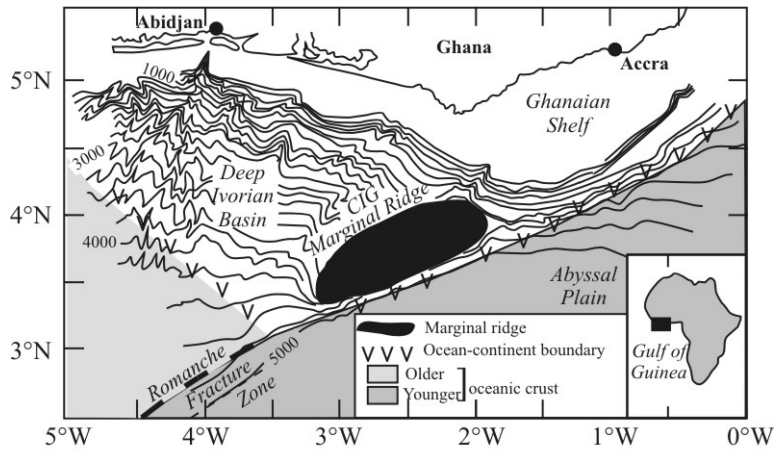 Abidjan
Ghana
Accra
5°N
1000
Ghanaian
Shelf
3000
Deep
Ivorian
Basin
CIG
Marginal Ridge
4°N
4000
Abyssal
Plain
Marginal ridge
Ocean-continent boundary
Older
Younger
oceanic crust
Gulf of
Guinea
3°N
Romanche
Fracture
Zone
5000
5°W
4°W
3°W
2°W
1°W
0°W